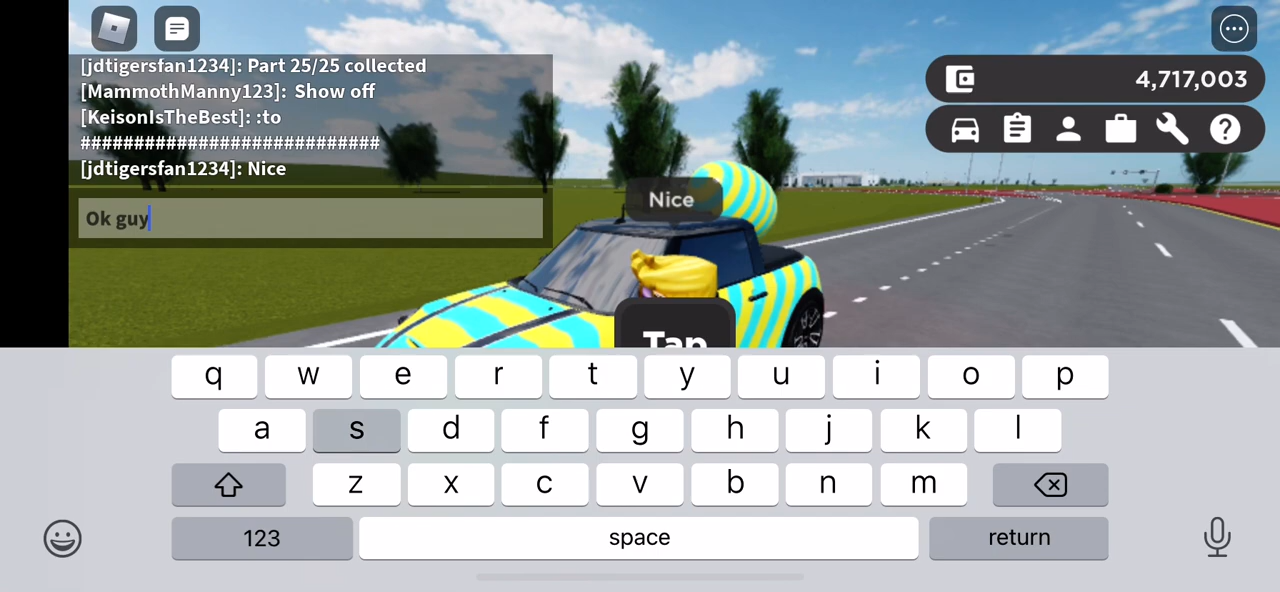 [jdtigersfan1234]: Part 25/25 collected
[MammothManny123]: Show off
[KeisonIsTheBest]: :to
############################
[jdtigersfan1234]: Nice
Ok guy
4,717,003
Nice
Tap
q w e r t y u i o p
a s d f g h j k l
z x c v b n m
123 space return